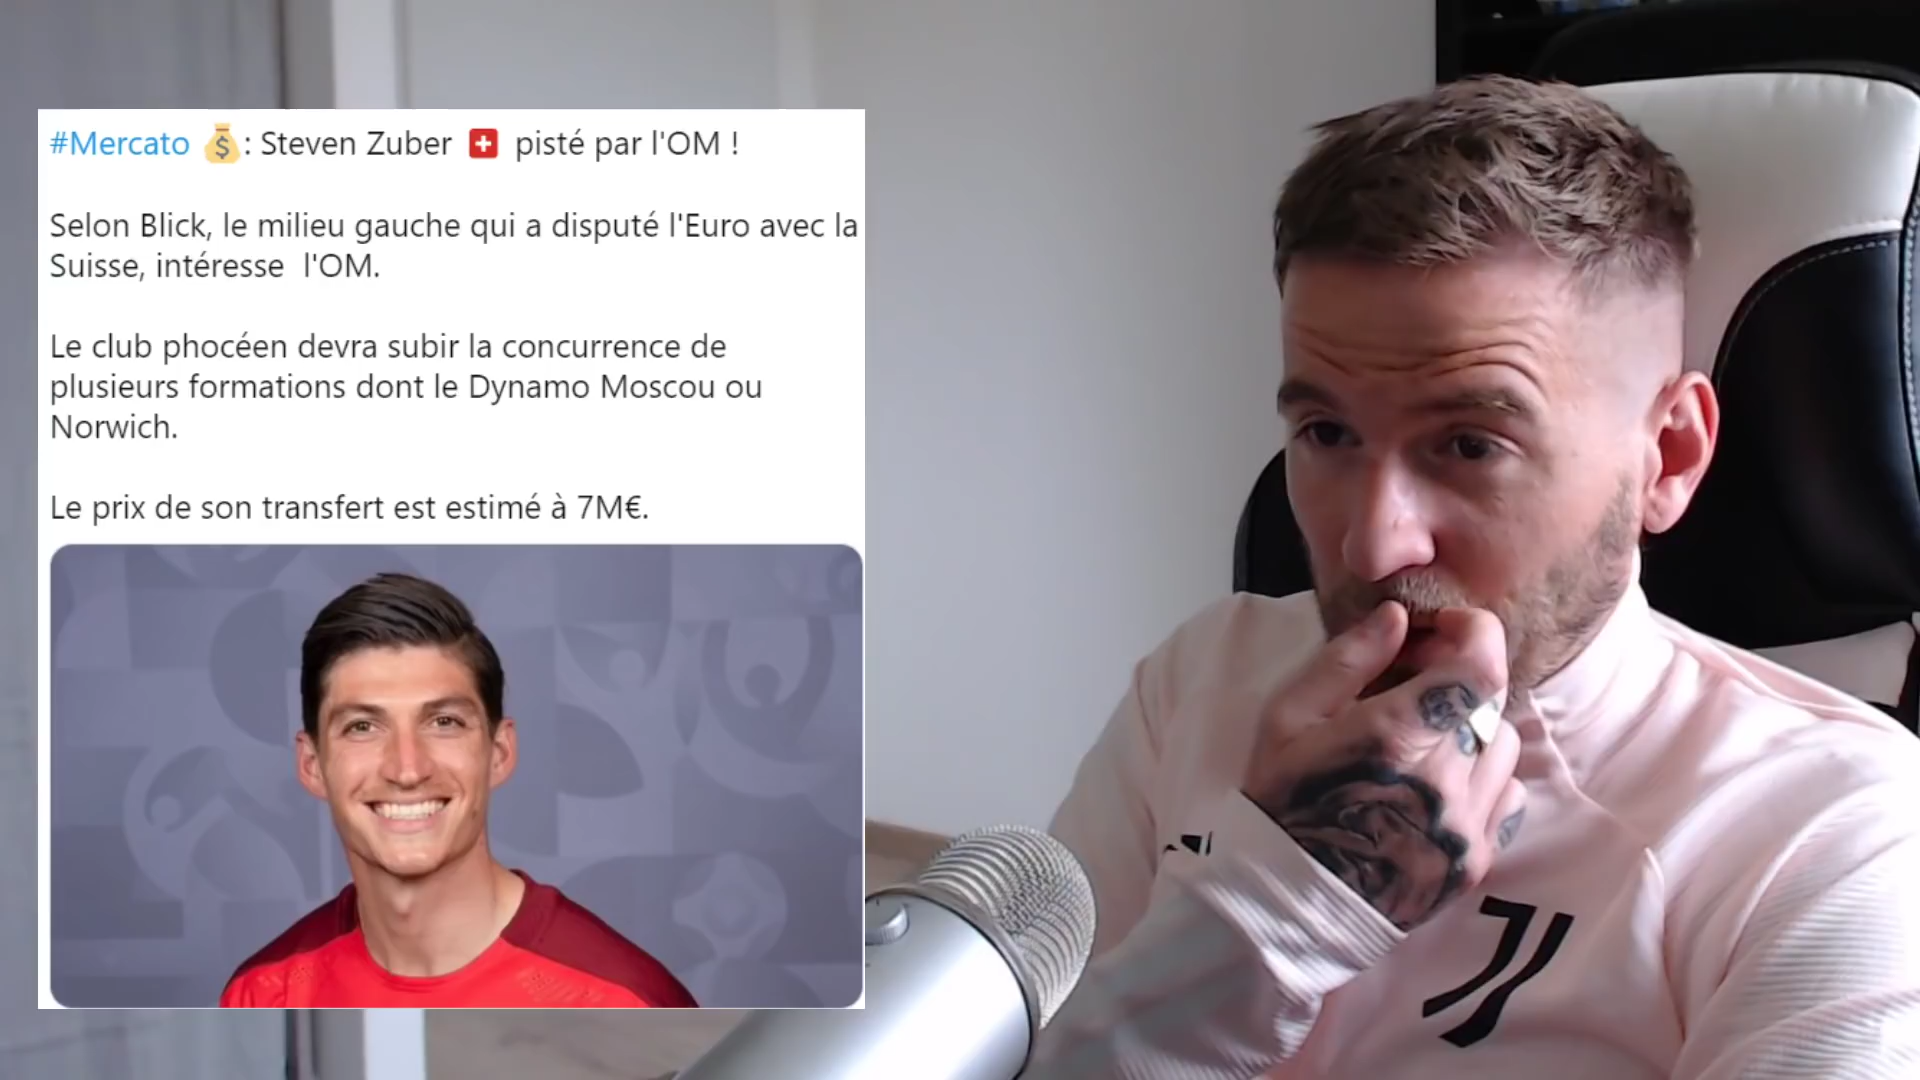 #Mercato 💰: Steven Zuber 🇨🇭 pisté par l'OM !
Selon Blick, le milieu gauche qui a disputé l'Euro avec la
Suisse, intéresse  l'OM.
Le club phocéen devra subir la concurrence de
plusieurs formations dont le Dynamo Moscou ou
Norwich.
Le prix de son transfert est estimé à 7M€.